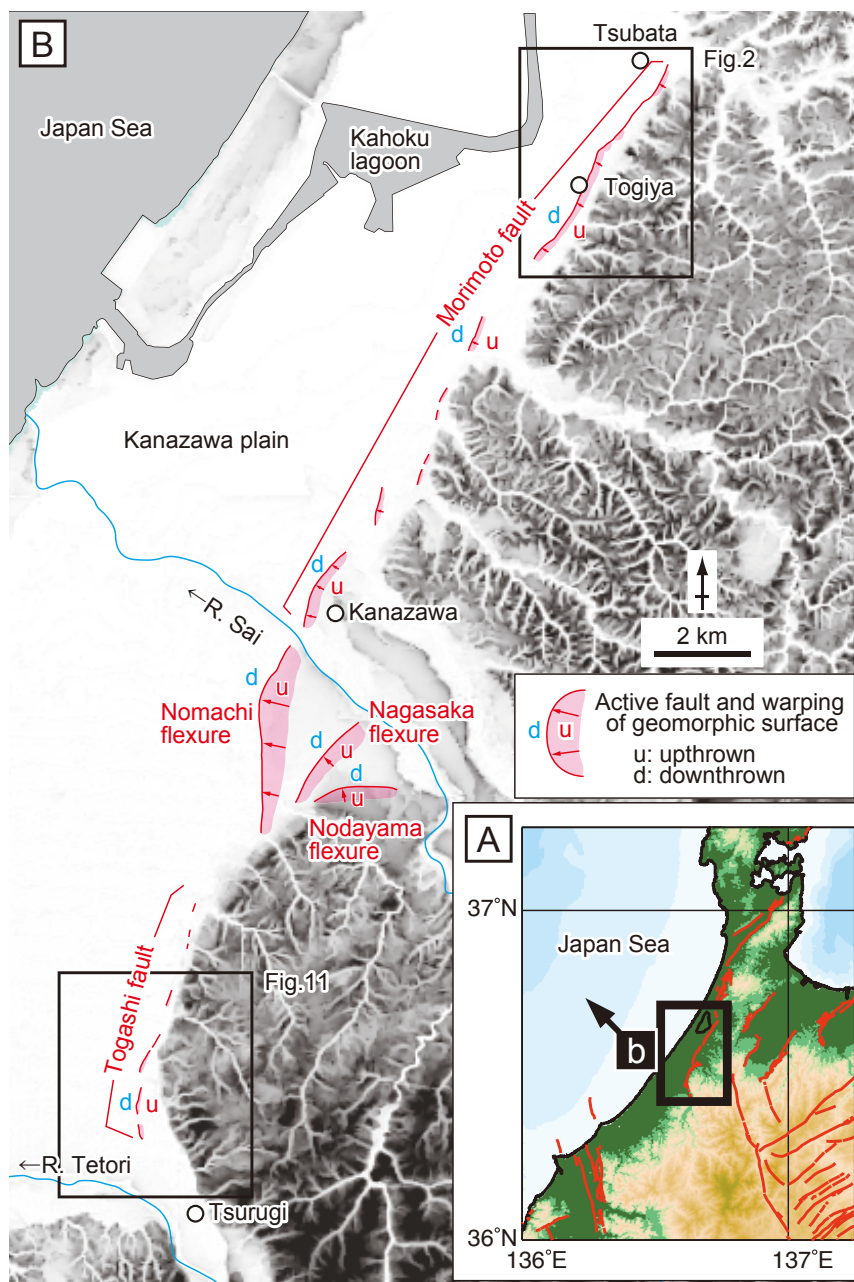 B
Tsubata
Fig.2
Japan Sea
Kahoku
lagoon
Togiya
d
u
Morimoto fault
d
u
Kanazawa plain
d
u
Kanazawa
←R. Sai
2 km
d
u
Nomachi
flexure
Nagasaka
flexure
d
u
d
u
Nodayama
flexure
d
u
Active fault and warping
of geomorphic surface
u: upthrown
d: downthrown
Togashi fault
Fig.11
d
u
←R. Tetori
Tsurugi
A
37°N
Japan Sea
b
36°N
136°E
137°E